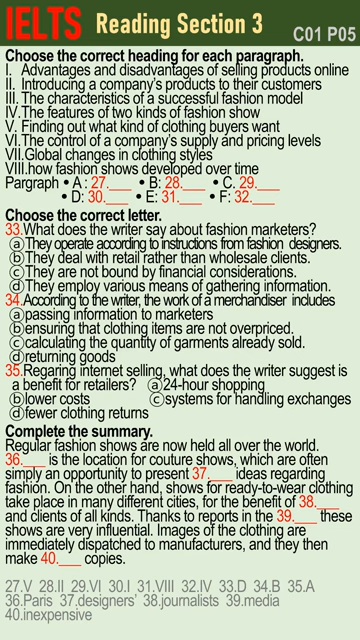 IELTS Reading Section 3 C01 P05
Choose the correct heading for each paragraph.
I. Advantages and disadvantages of selling products online
II. Introducing a company's products to their customers
III. The characteristics of a successful fashion model
IV.The features of two kinds of fashion show
V. Finding out what kind of clothing buyers want
VI.The control of a company's supply and pricing levels
VII.Global changes in clothing styles
VIII.how fashion shows developed over time
Pargraph • A : 27.___ • B: 28.___ • C. 29.___
• D: 30.___ • E: 31.___ • F: 32.___
Choose the correct letter.
33.What does the writer say about fashion marketers?
ⓐThey operate according to instructions from fashion designers.
ⓑThey deal with retail rather than wholesale clients.
ⓒThey are not bound by financial considerations.
ⓓThey employ various means of gathering information.
34.According to the writer, the work of a merchandiser includes
ⓐpassing information to marketers
ⓑensuring that clothing items are not overpriced.
ⓒcalculating the quantity of garments already sold.
ⓓreturning goods
35.Regaring internet selling, what does the writer suggest is
a benefit for retailers? ⓐ24-hour shopping
ⓑlower costs ⓒsystems for handling exchanges
ⓓfewer clothing returns
Complete the summary.
Regular fashion shows are now held all over the world.
36.___ is the location for couture shows, which are often
simply an opportunity to present 37.___ ideas regarding
fashion. On the other hand, shows for ready-to-wear clothing
take place in many different cities, for the benefit of 38.___
and clients of all kinds. Thanks to reports in the 39.___ these
shows are very influential. Images of the clothing are
immediately dispatched to manufacturers, and they then
make 40.___ copies.
27.V 28.II 29.VI 30.I 31.VIII 32.IV 33.D 34.B 35.A
36.Paris 37.designers' 38.journalists 39.media
40.inexpensive